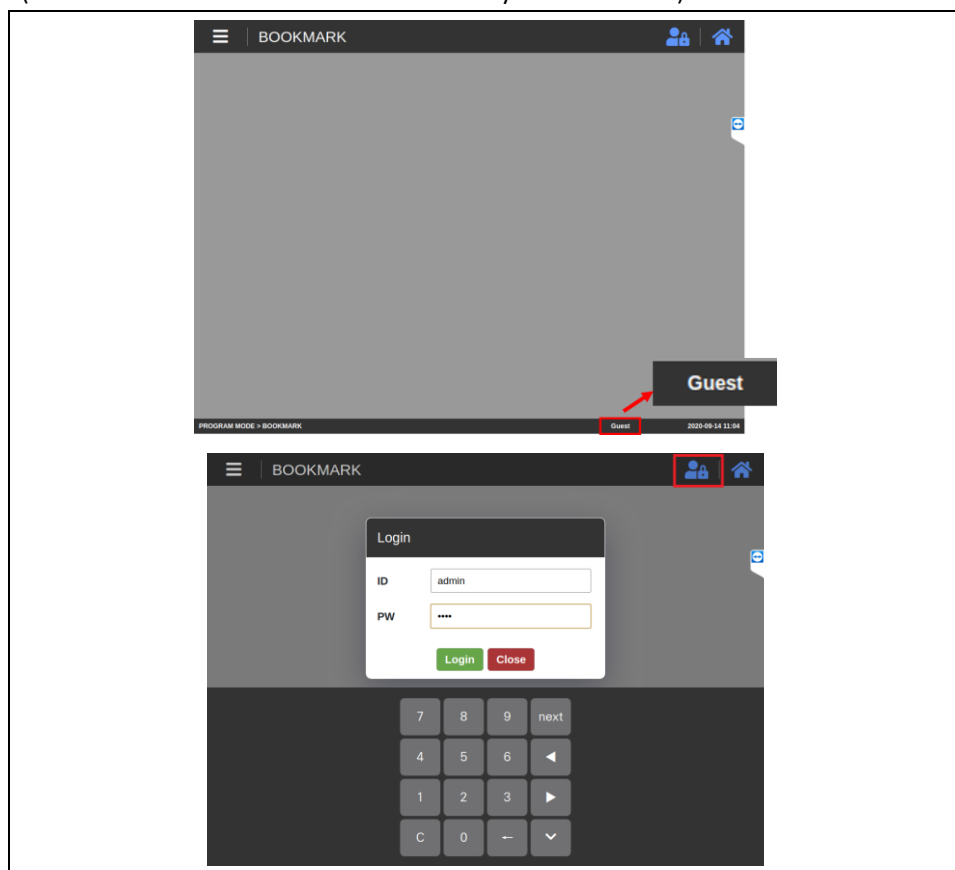 BOOKMARK
Guest
PROGRAM MODE > BOOKMARK Guest 2020-09-14 11:04
BOOKMARK
Login
ID admin
PW ••••
Login Close
7 8 9 next
4 5 6 ◀
1 2 3 ▶
C 0 ←